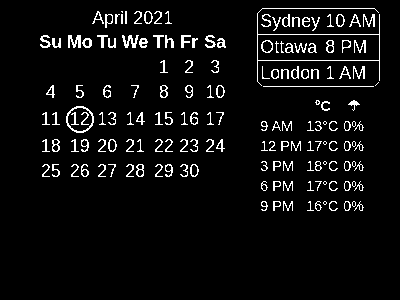 April 2021
Su Mo Tu We Th Fr Sa
1 2 3
4 5 6 7 8 9 10
11 12 13 14 15 16 17
18 19 20 21 22 23 24
25 26 27 28 29 30
Sydney 10 AM
Ottawa 8 PM
London 1 AM
°C
9 AM 13°C 0%
12 PM 17°C 0%
3 PM 18°C 0%
6 PM 17°C 0%
9 PM 16°C 0%